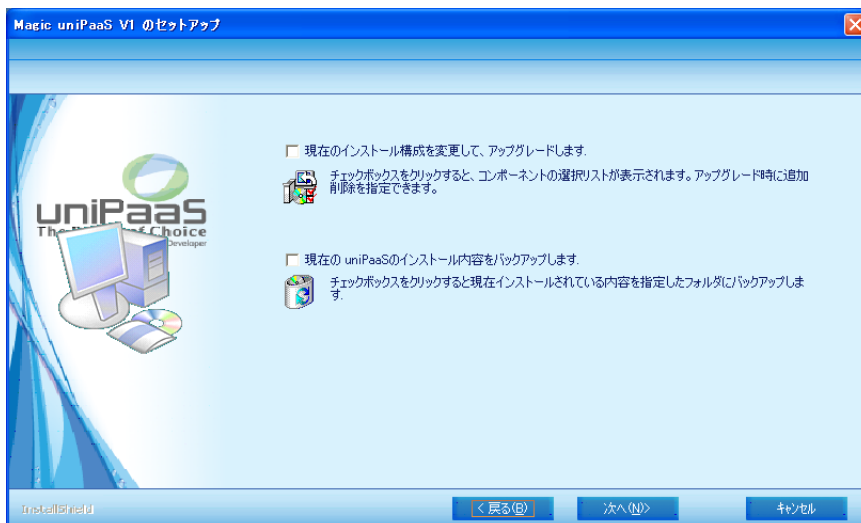 Magic uniPaaS V1 のセットアップ
現在のインストール構成を変更して、アップグレードします.
チェックボックスをクリックすると、コンポーネントの選択リストが表示されます。アップグレード時に追加
削除を指定できます。
uniPaaS
The of Choice
Developer
現在の uniPaaSのインストール内容をバックアップします.
チェックボックスをクリックすると現在インストールされている内容を指定したフォルダにバックアップしま
す.
InstallShield
< 戻る(B)
次へ(N)>
キャンセル